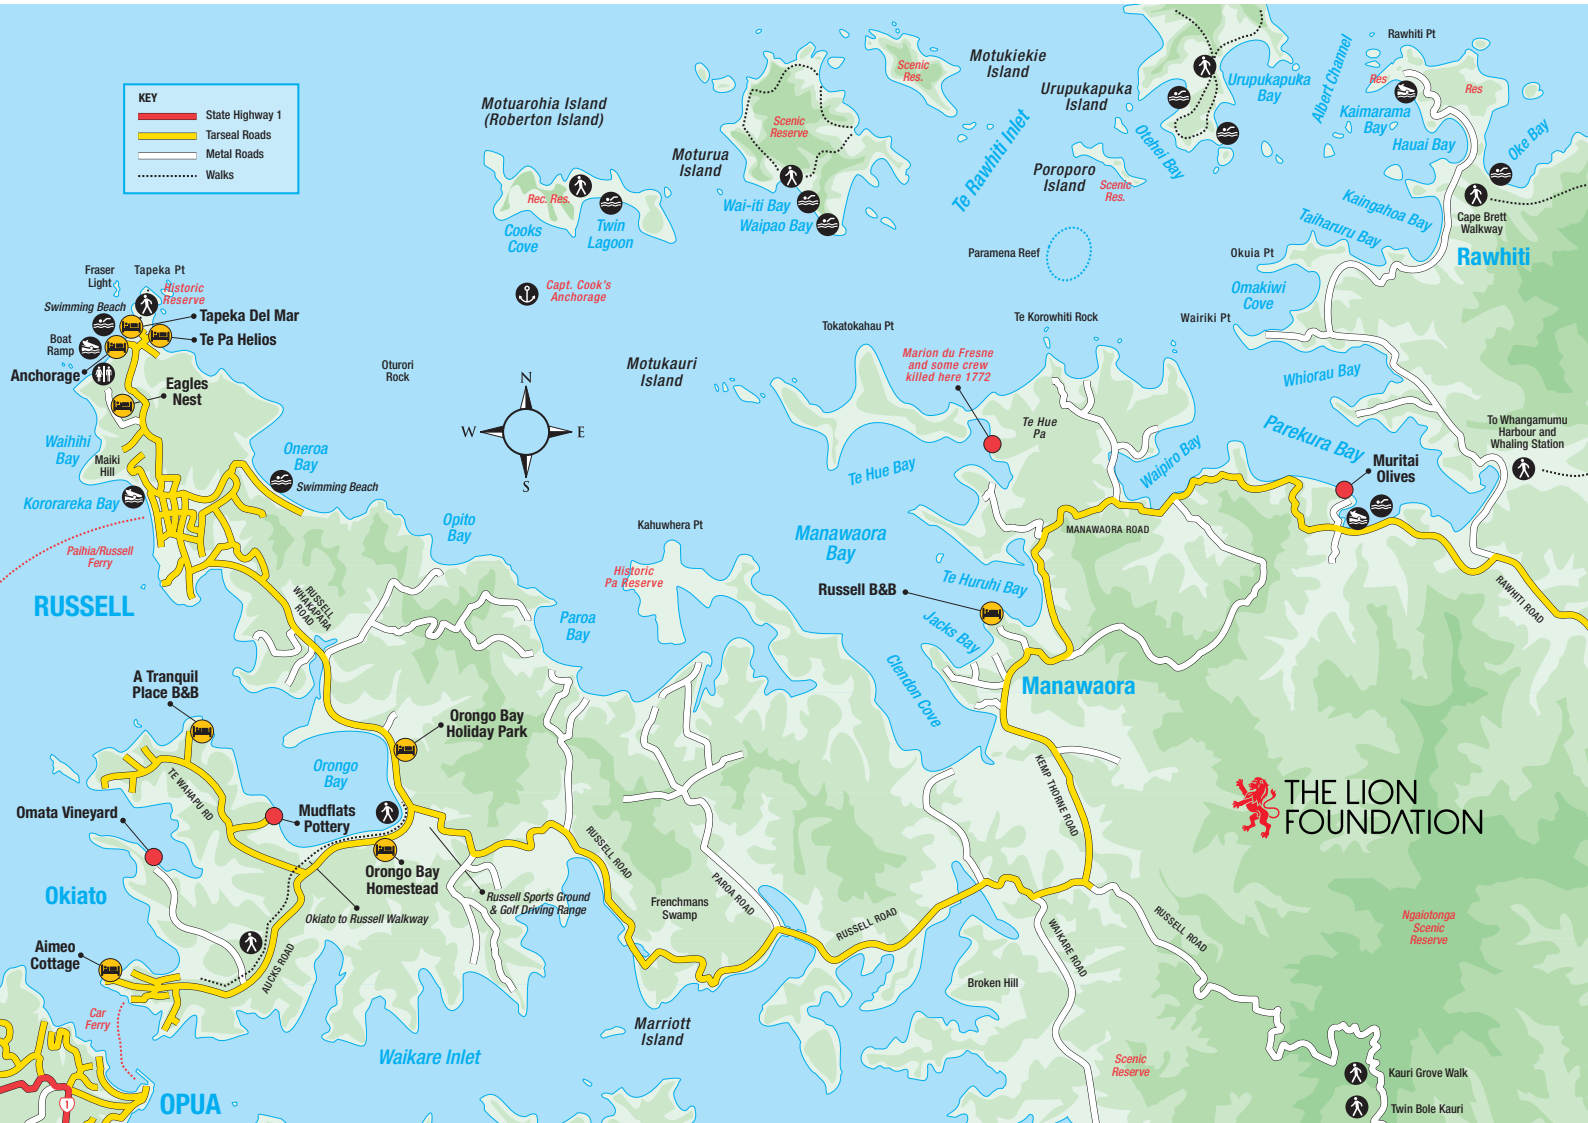 KEY
State Highway 1
Tarseal Roads
Metal Roads
Walks
Motuarohia Island
(Roberton Island)
Rec. Res.
Cooks
Cove
Twin
Lagoon
Moturua
Island
Scenic
Reserve
Wai-iti Bay
Waipao Bay
Scenic
Res.
Motukiekie
Island
Te Rawhiti Inlet
Urupukapuka
Island
Urupukapuka
Bay
Otehei Bay
Poroporo
Island
Scenic
Res.
Albert Channel
Rawhiti Pt
Res
Res
Kaimarama
Bay
Hauai Bay
Oke Bay
Kaingahoa Bay
Taiharuru Bay
Cape Brett
Walkway
Rawhiti
Okuia Pt
Omakiwi
Cove
Paramena Reef
Wairiki Pt
Te Korowhiti Rock
Tokatokahau Pt
Capt. Cook's
Anchorage
Fraser
Light
Tapeka Pt
Historic
Reserve
Swimming Beach
Tapeka Del Mar
Te Pa Helios
Boat
Ramp
Anchorage
Eagles
Nest
Oturori
Rock
Motukauri
Island
N
W
E
S
Marion du Fresne
and some crew
killed here 1772
Te Hue
Pa
Whiorau Bay
Parekura Bay
To Whangamumu
Harbour and
Whaling Station
Muritai
Olives
Waihihi
Bay
Maiki
Hill
Oneroa
Bay
Swimming Beach
Kororareka Bay
Te Hue Bay
Waipiro Bay
Opito
Bay
Kahuwhera Pt
Manawaora
Bay
MANAWAORA ROAD
Paihia/Russell
Ferry
RUSSELL
RUSSELL
WHAKAPARA
ROAD
Historic
Pa Reserve
Paroa
Bay
Te Huruhi Bay
Russell B&B
Jacks Bay
RAWHITI ROAD
Clendon Cove
Manawaora
A Tranquil
Place B&B
Orongo Bay
Holiday Park
Orongo
Bay
TE WAHAPU RD
KEMP THORNE ROAD
THE LION
FOUNDATION
Omata Vineyard
Mudflats
Pottery
Orongo Bay
Homestead
RUSSELL ROAD
PAROA ROAD
Okiato
Russell Sports Ground
& Golf Driving Range
Okiato to Russell Walkway
Frenchmans
Swamp
RUSSELL ROAD
WAIKARE ROAD
RUSSELL ROAD
Ngaiotonga
Scenic
Reserve
Aimeo
Cottage
AUCKS ROAD
Broken Hill
Car
Ferry
Marriott
Island
Waikare Inlet
Scenic
Reserve
Kauri Grove Walk
Twin Bole Kauri
1
OPUA